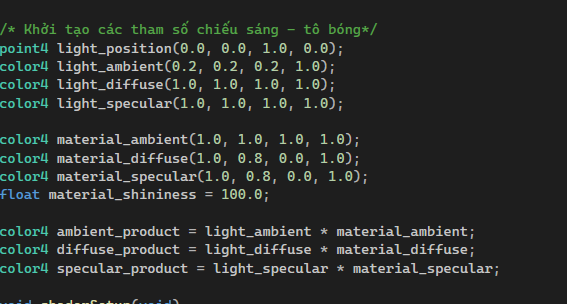 /* Khởi tạo các tham số chiếu sáng - tô bóng*/
point4 light_position(0.0, 0.0, 1.0, 0.0);
color4 light_ambient(0.2, 0.2, 0.2, 1.0);
color4 light_diffuse(1.0, 1.0, 1.0, 1.0);
color4 light_specular(1.0, 1.0, 1.0, 1.0);
color4 material_ambient(1.0, 1.0, 1.0, 1.0);
color4 material_diffuse(1.0, 0.8, 0.0, 1.0);
color4 material_specular(1.0, 0.8, 0.0, 1.0);
float material_shininess = 100.0;
color4 ambient_product = light_ambient * material_ambient;
color4 diffuse_product = light_diffuse * material_diffuse;
color4 specular_product = light_specular * material_specular;
void shaderSetup(void)